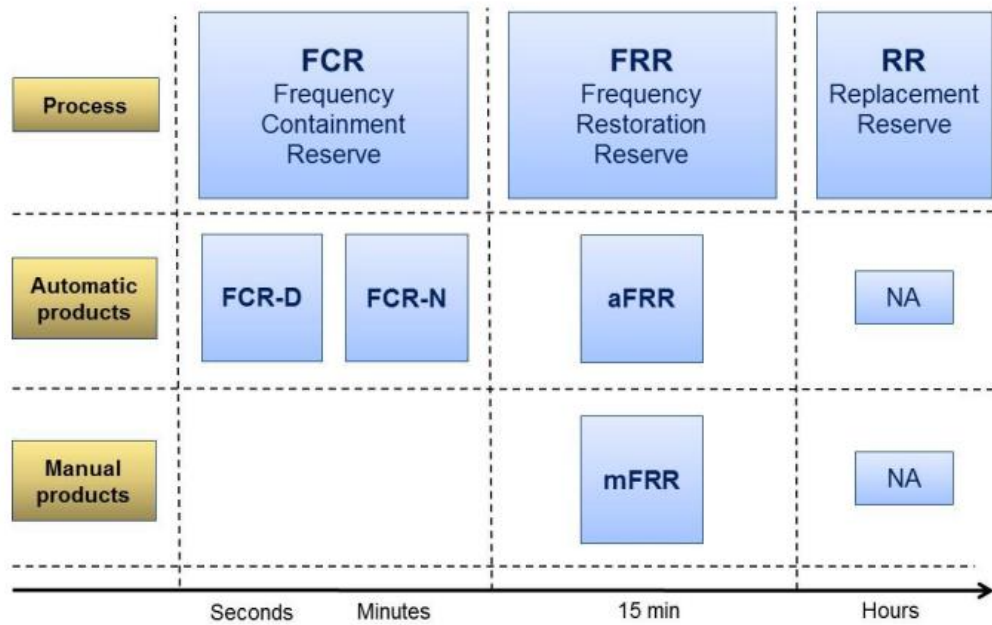 Process
FCR
Frequency
Containment
Reserve
FRR
Frequency
Restoration
Reserve
RR
Replacement
Reserve
Automatic
products
FCR-D
FCR-N
aFRR
NA
Manual
products
mFRR
NA
Seconds
Minutes
15 min
Hours